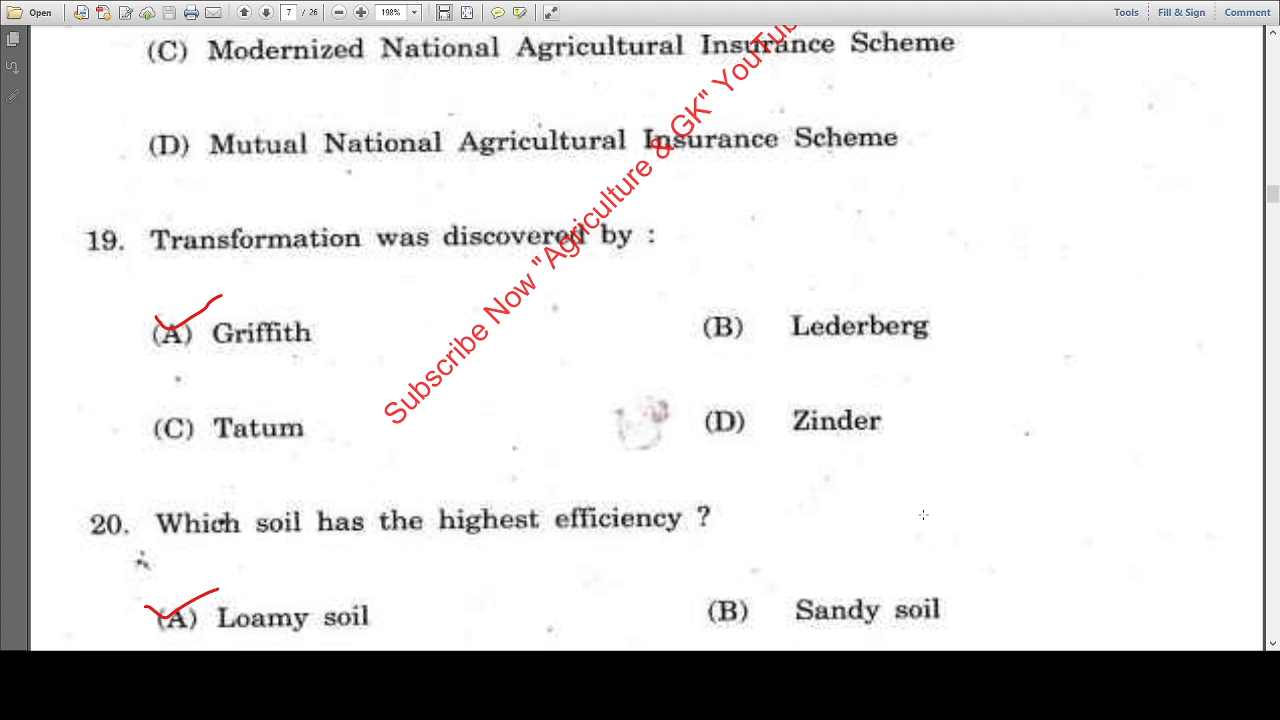 Open
7 / 26
198%
Tools Fill & Sign Comment
(C) Modernized National Agricultural Insurance Scheme
(D) Mutual National Agricultural Insurance Scheme
Subscribe Now "Agriculture & GK"
19. Transformation was discovered by :
(A) Griffith (B) Lederberg
(C) Tatum (D) Zinder
20. Which soil has the highest efficiency ?
(A) Loamy soil (B) Sandy soil